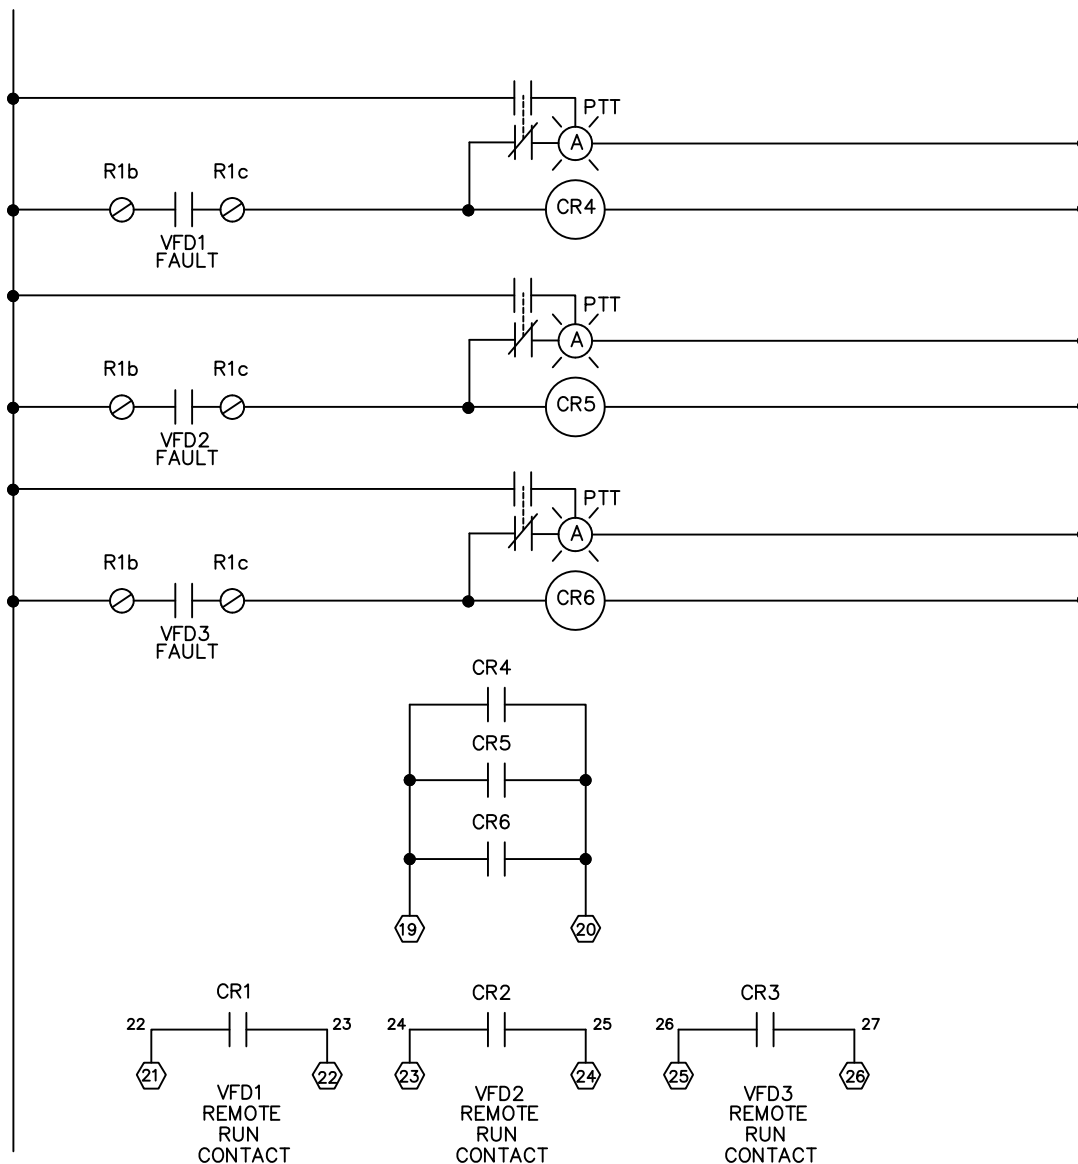 PTT
A
R1b R1c
CR4
VFD1
FAULT
PTT
A
R1b R1c
CR5
VFD2
FAULT
PTT
A
R1b R1c
CR6
VFD3
FAULT
CR4
CR5
CR6
19 20
CR1 CR2 CR3
22 23 24 25 26 27
21 22 23 24 25 26
VFD1
REMOTE
RUN
CONTACT
VFD2
REMOTE
RUN
CONTACT
VFD3
REMOTE
RUN
CONTACT